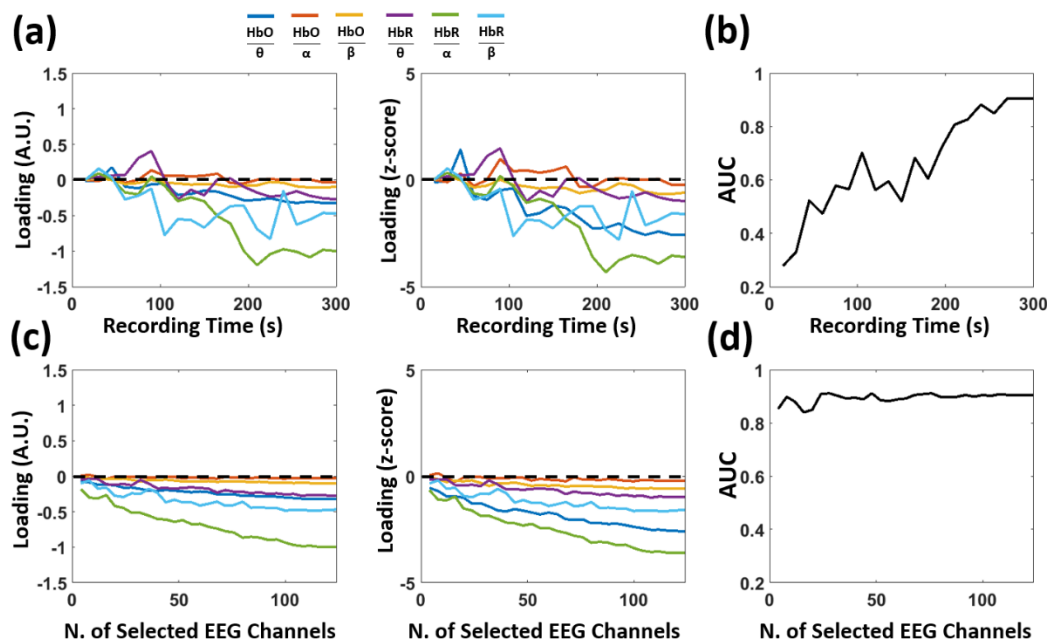 (a)
HbO HbO HbO HbR HbR HbR
θ α β θ α β
(b)
1.5
1
0.5
0
-0.5
-1
-1.5
Loading (A.U.)
0 100 200 300
Recording Time (s)
5
0
-5
Loading (z-score)
0 100 200 300
Recording Time (s)
1
0.8
0.6
0.4
0.2
AUC
0 100 200 300
Recording Time (s)
(c)
(d)
1.5
1
0.5
0
-0.5
-1
-1.5
Loading (A.U.)
0 50 100
N. of Selected EEG Channels
5
0
-5
Loading (z-score)
0 50 100
N. of Selected EEG Channels
1
0.8
0.6
0.4
0.2
AUC
0 50 100
N. of Selected EEG Channels